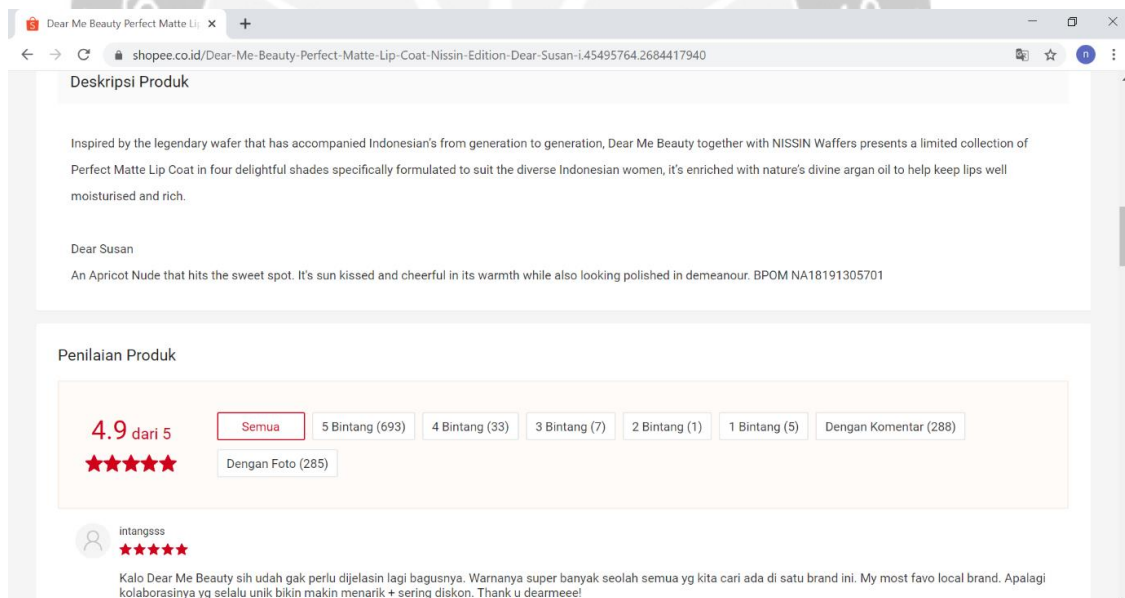 Dear Me Beauty Perfect Matte Li
shopee.co.id/Dear-Me-Beauty-Perfect-Matte-Lip-Coat-Nissin-Edition-Dear-Susan-i.45495764.2684417940
n
Deskripsi Produk
Inspired by the legendary wafer that has accompanied Indonesian's from generation to generation, Dear Me Beauty together with NISSIN Waffers presents a limited collection of
Perfect Matte Lip Coat in four delightful shades specifically formulated to suit the diverse Indonesian women, it's enriched with nature's divine argan oil to help keep lips well
moisturised and rich.
Dear Susan
An Apricot Nude that hits the sweet spot. It's sun kissed and cheerful in its warmth while also looking polished in demeanour. BPOM NA18191305701
Penilaian Produk
4.9 dari 5
Semua
5 Bintang (693)
4 Bintang (33)
3 Bintang (7)
2 Bintang (1)
1 Bintang (5)
Dengan Komentar (288)
Dengan Foto (285)
intangsss
Kalo Dear Me Beauty sih udah gak perlu dijelasin lagi bagusnya. Warnanya super banyak seolah semua yg kita cari ada di satu brand ini. My most favo local brand. Apalagi
kolaborasinya yg selalu unik bikin makin menarik + sering diskon. Thank u dearmeee!